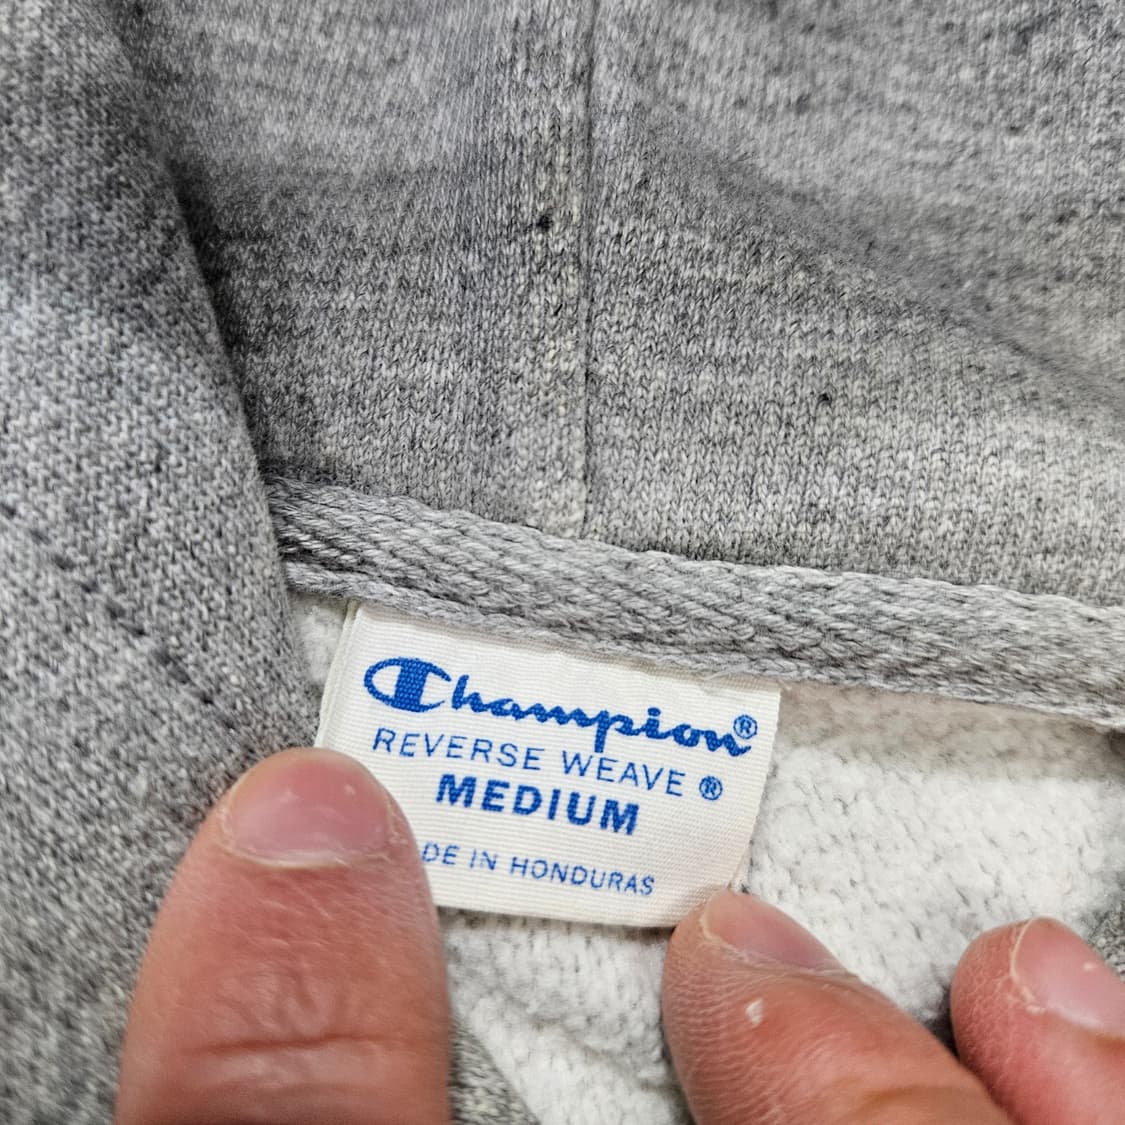 Champion®
REVERSE WEAVE ®
MEDIUM
DE IN HONDURAS